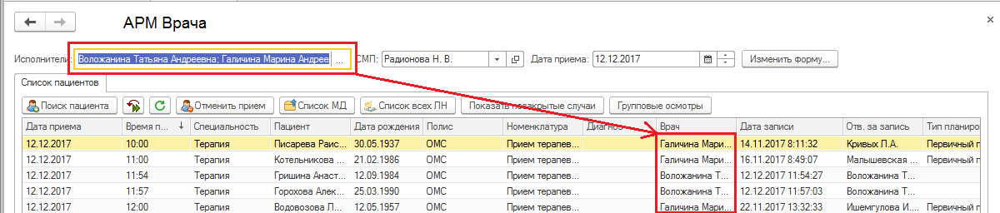 АРМ Врача
Исполнители: Воложанина Татьяна Андреевна; Галичина Марина Андрее ... СМП: Радионова Н. В. Дата приема: 12.12.2017 Изменить форму...
Список пациентов
Поиск пациента Отменить прием Список МД Список всех ЛН Показать незакрытые случаи Групповые осмотры
Дата приема Время п... ↓ Специальность Пациент Дата рождения Полис Номенклатура Диагноз Врач Дата записи Отв. за запись Тип планиро
12.12.2017 10:00 Терапия Писарева Раис... 30.05.1937 ОМС Прием терапев... Галичина Мари... 14.11.2017 8:11:32 Кривых Л.А. Первичный п
12.12.2017 11:00 Терапия Котельникова ... 21.02.1986 ОМС Прием терапев... Галичина Мари... 16.11.2017 8:49:07 Малышевская ... Первичный п
12.12.2017 11:54 Терапия Гришина Анаст... 12.09.1984 ОМС Прием терапев... Воложанина Т... 12.12.2017 11:54:27 Воложанина Т...
12.12.2017 11:57 Терапия Горохова Алек... 25.03.1990 ОМС Прием терапев... Воложанина Т... 12.12.2017 11:57:03 Воложанина Т...
12.12.2017 12:00 Терапия Водовозова Л... 12.05.1957 ОМС Прием терапев... Галичина Мари... 22.11.2017 13:32:33 Ишемгулова И. Первичный п